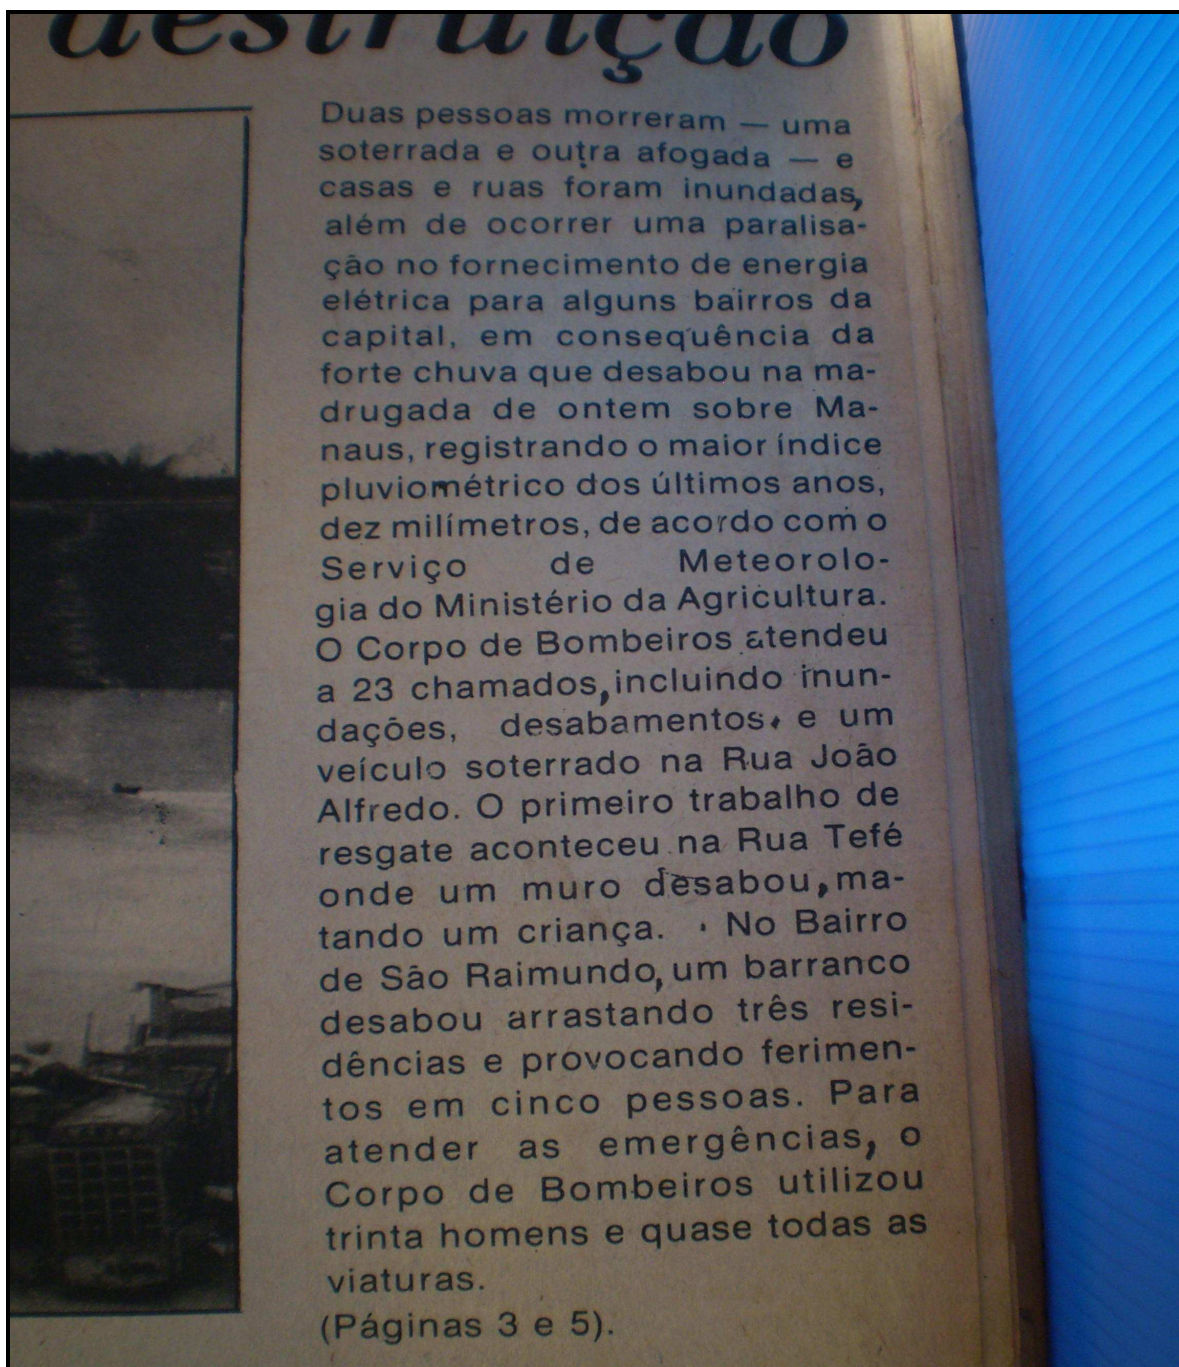 destruição
Duas pessoas morreram — uma
soterrada e outra afogada — e
casas e ruas foram inundadas,
além de ocorrer uma paralisa-
ção no fornecimento de energia
elétrica para alguns bairros da
capital, em consequência da
forte chuva que desabou na ma-
drugada de ontem sobre Ma-
naus, registrando o maior índice
pluviométrico dos últimos anos,
dez milímetros, de acordo com o
Serviço de Meteorolo-
gia do Ministério da Agricultura.
O Corpo de Bombeiros atendeu
a 23 chamados, incluindo inun-
dações, desabamentos e um
veículo soterrado na Rua João
Alfredo. O primeiro trabalho de
resgate aconteceu na Rua Tefé
onde um muro desabou, ma-
tando um criança. No Bairro
de São Raimundo, um barranco
desabou arrastando três resi-
dências e provocando ferimen-
tos em cinco pessoas. Para
atender as emergências, o
Corpo de Bombeiros utilizou
trinta homens e quase todas as
viaturas.
(Páginas 3 e 5).